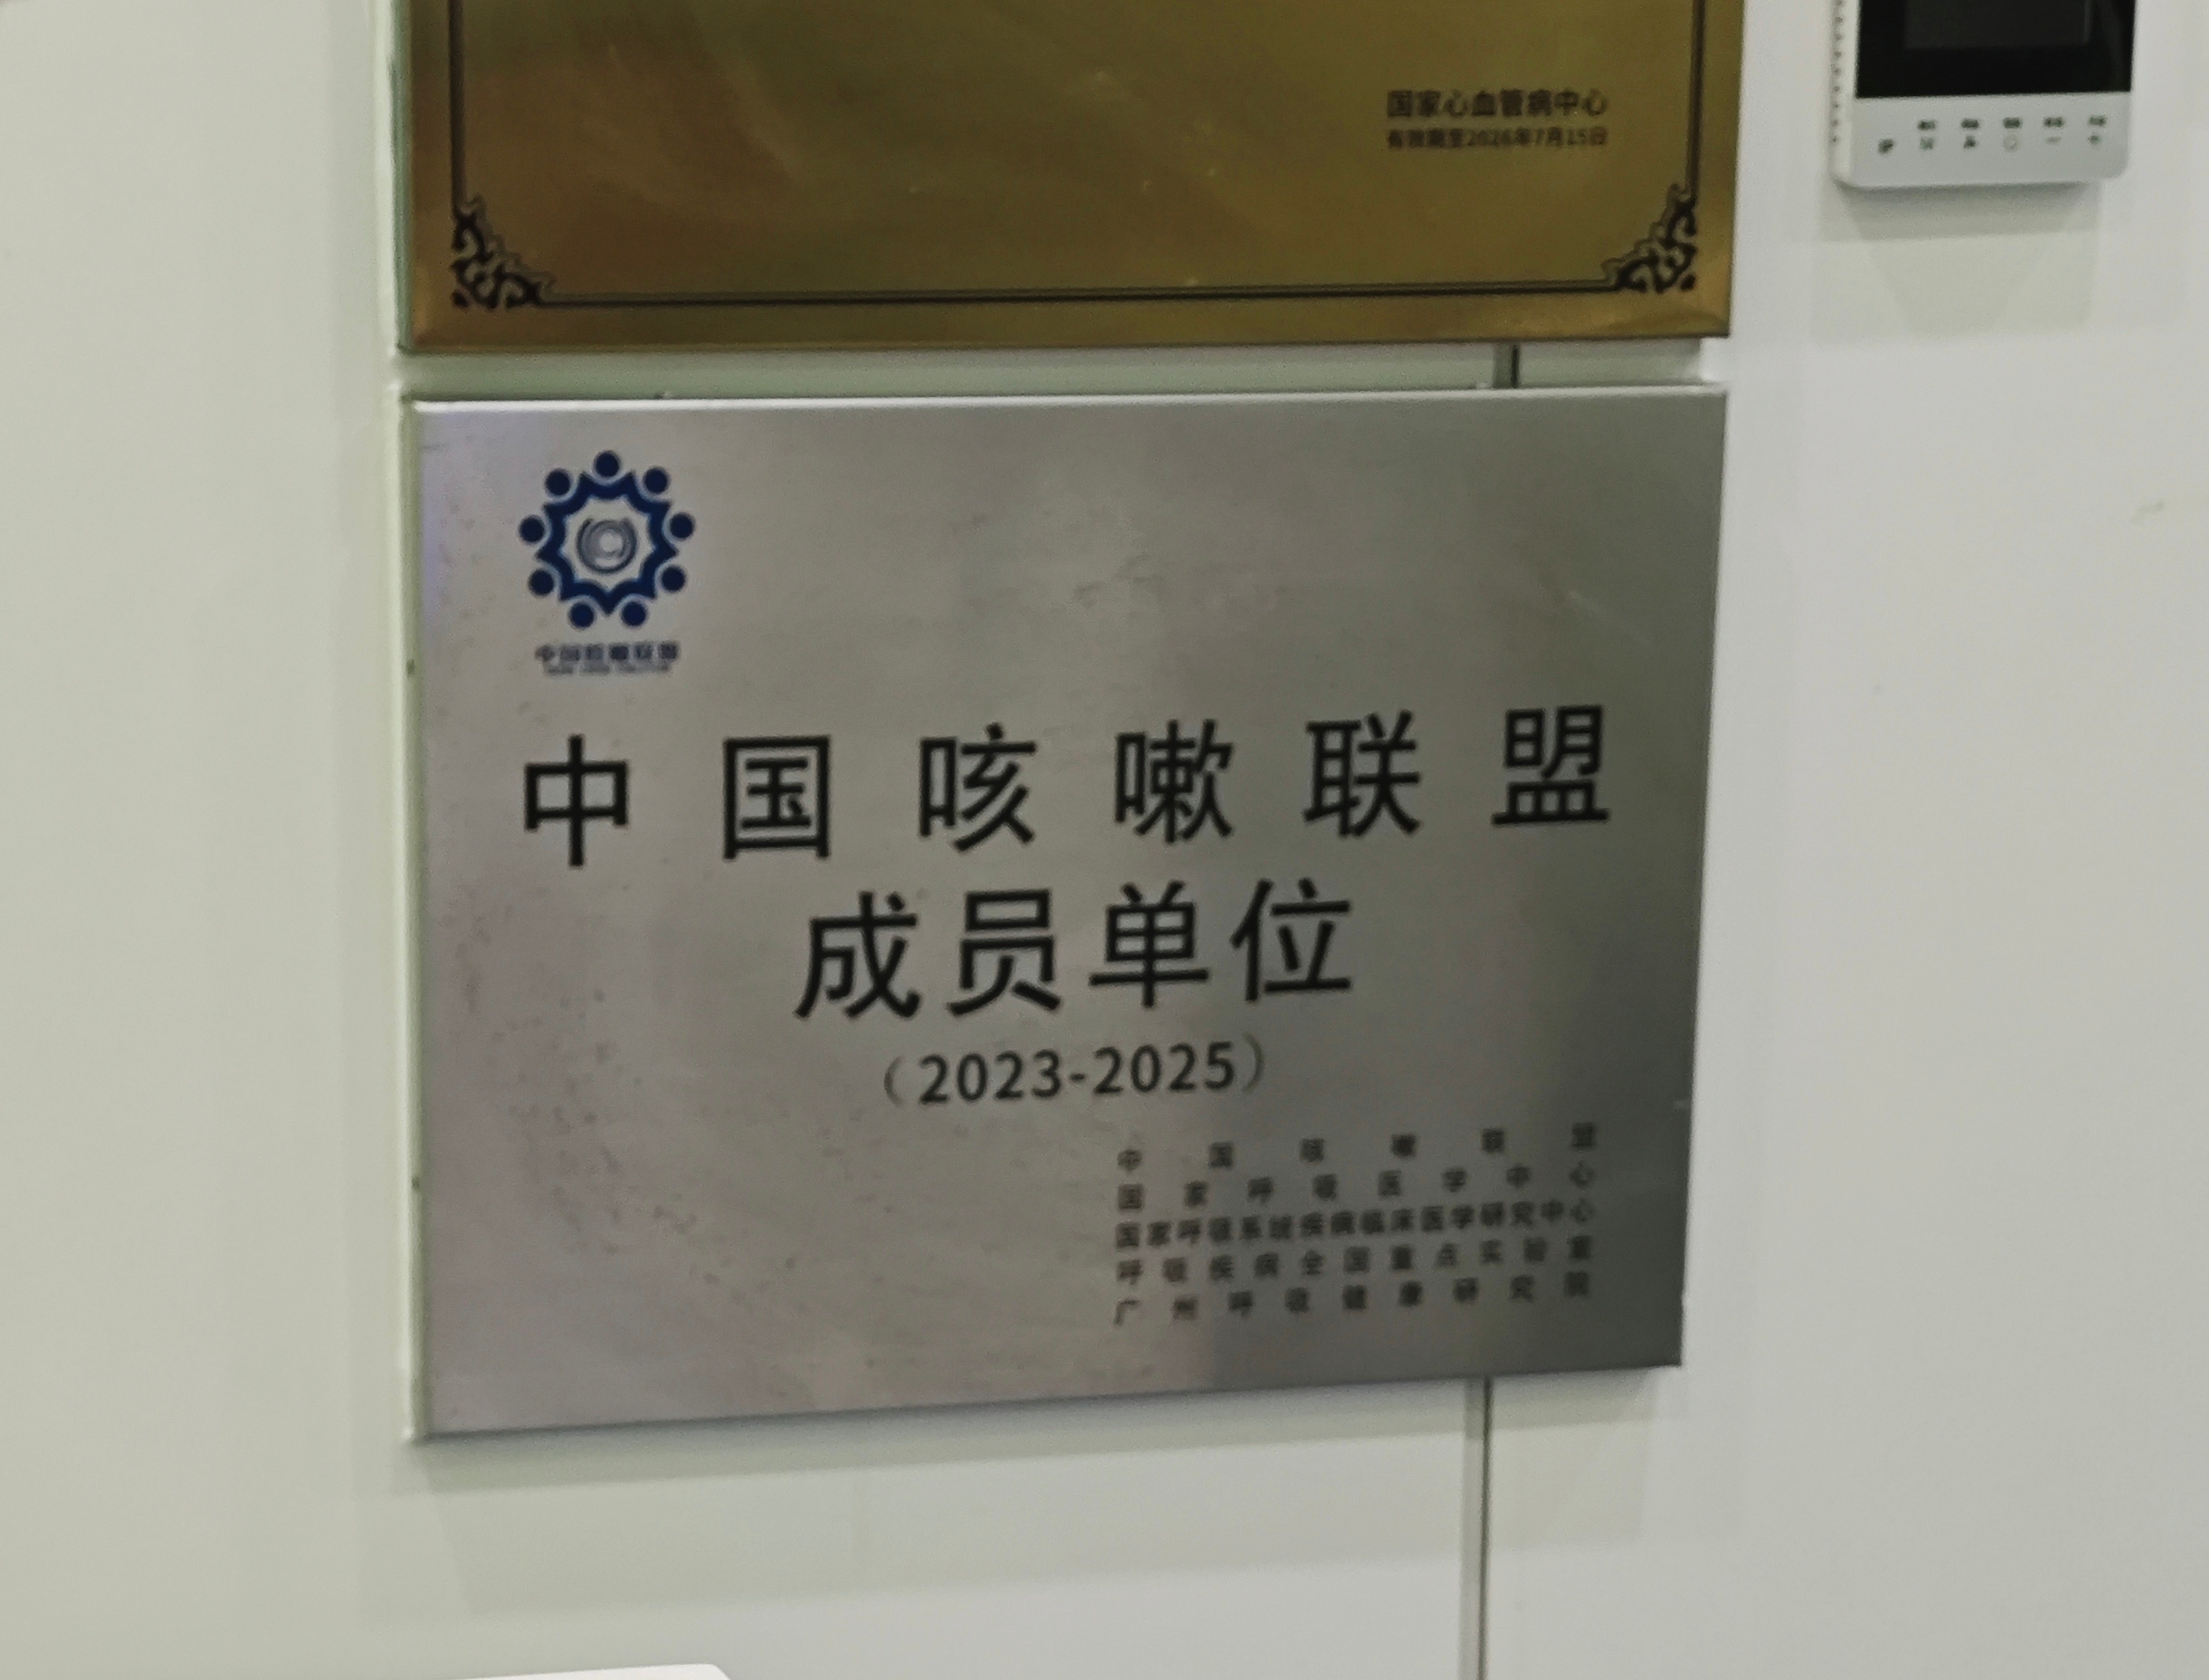 国家心血管病中心
有效期至2026年7月15日
中国咳嗽联盟
中国咳嗽联盟
成员单位
（2023-2025）
中国咳嗽联盟
国家呼吸医学中心
国家呼吸系统疾病临床医学研究中心
呼吸疾病全国重点实验室
广州呼吸健康研究院